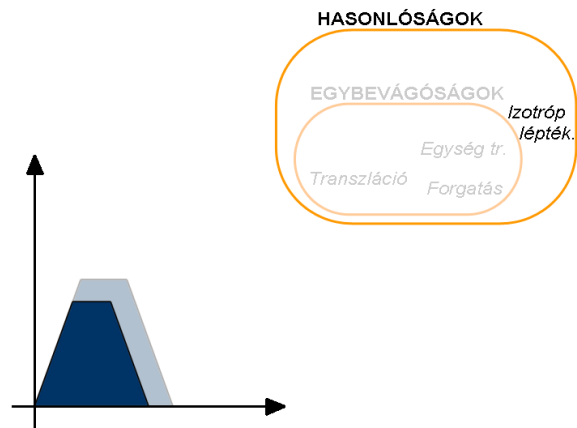 HASONLÓSÁGOK
EGYBEVÁGÓSÁGOK
Izotróp
lépték.
Egység tr.
Transzláció
Forgatás